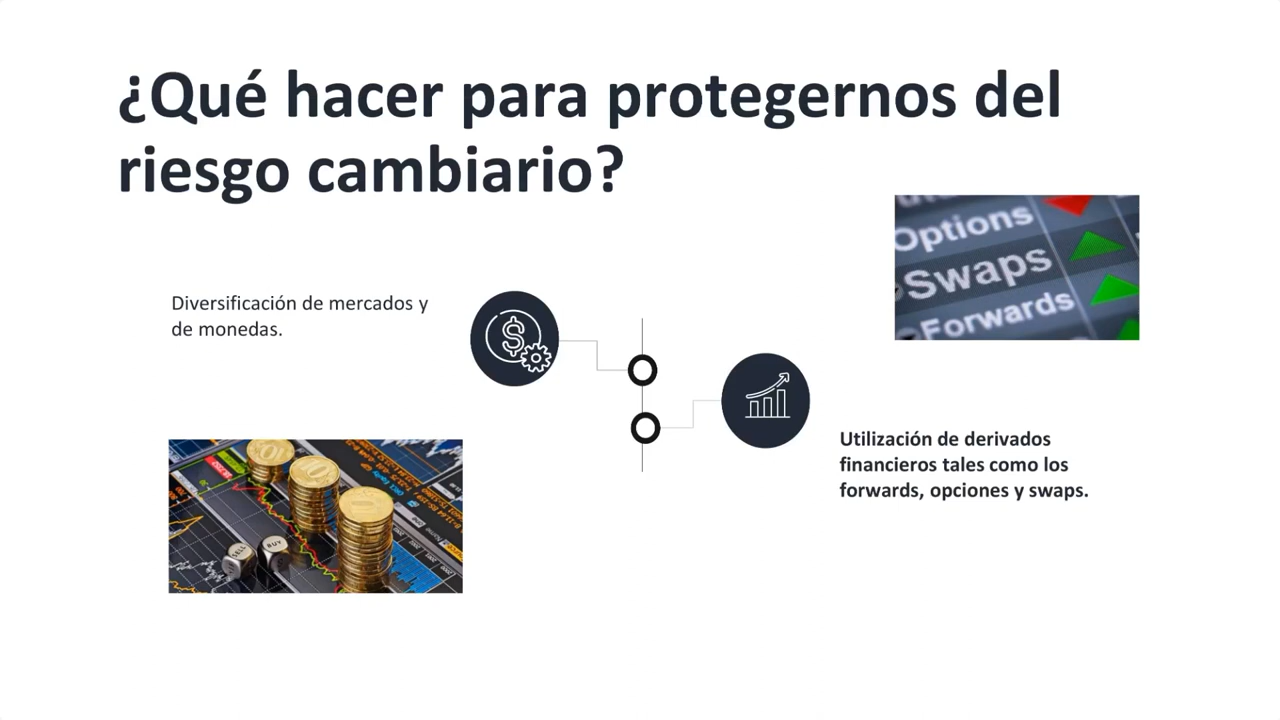 ¿Qué hacer para protegernos del
riesgo cambiario?
Options
Swaps
Forwards
Diversificación de mercados y
de monedas.
Utilización de derivados
financieros tales como los
forwards, opciones y swaps.
SELL
BUY